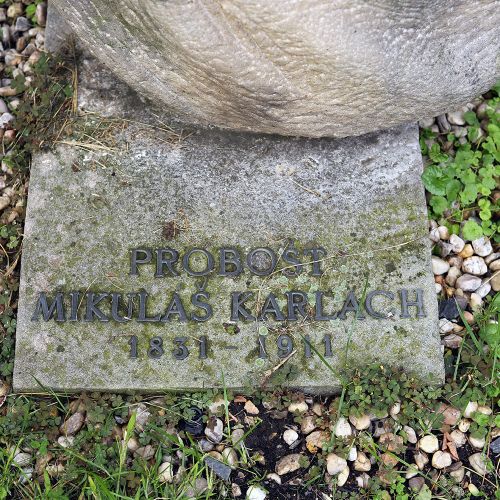 PROBOŠT
MIKULÁŠ KARLACH
1831 - 1911